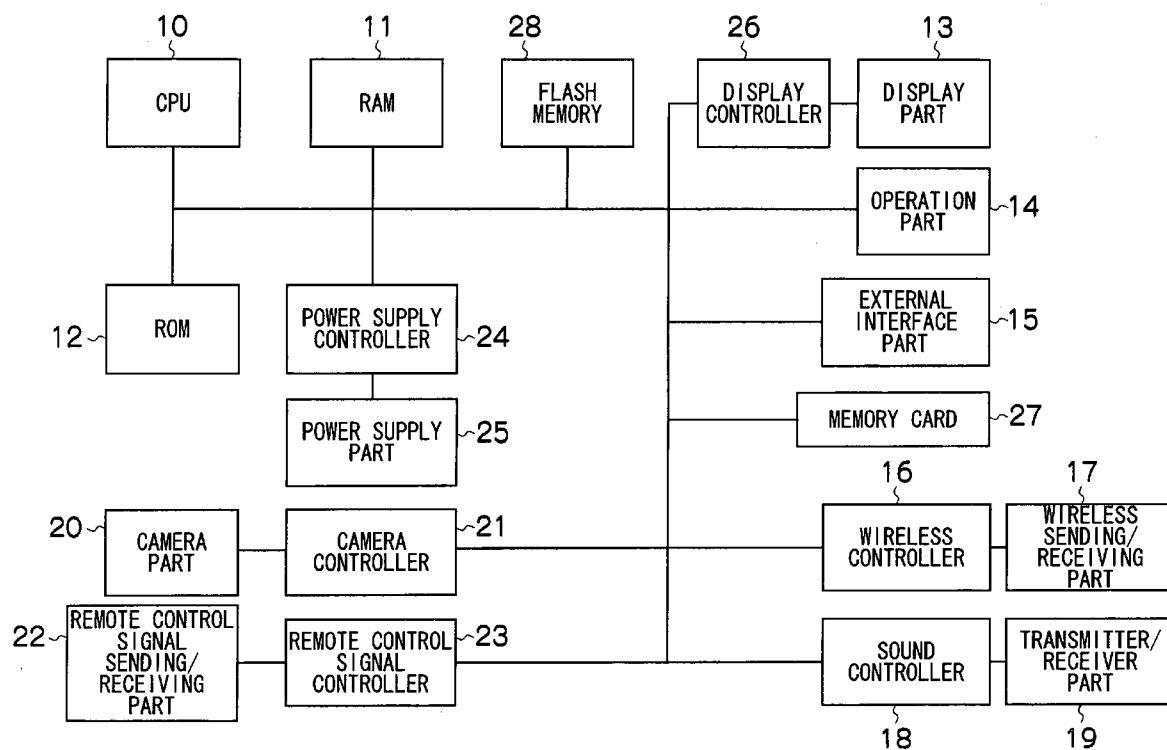 10
11
28
26
13
CPU
RAM
FLASH
MEMORY
DISPLAY
CONTROLLER
DISPLAY
PART
OPERATION
PART
14
12
ROM
POWER SUPPLY
CONTROLLER
24
EXTERNAL
INTERFACE
PART
15
POWER SUPPLY
PART
25
MEMORY CARD
27
20
CAMERA
PART
21
CAMERA
CONTROLLER
16
WIRELESS
CONTROLLER
17
WIRELESS
SENDING/
RECEIVING
PART
22
REMOTE CONTROL
SIGNAL
SENDING/
RECEIVING PART
23
REMOTE CONTROL
SIGNAL
CONTROLLER
SOUND
CONTROLLER
18
TRANSMITTER/
RECEIVER
PART
19